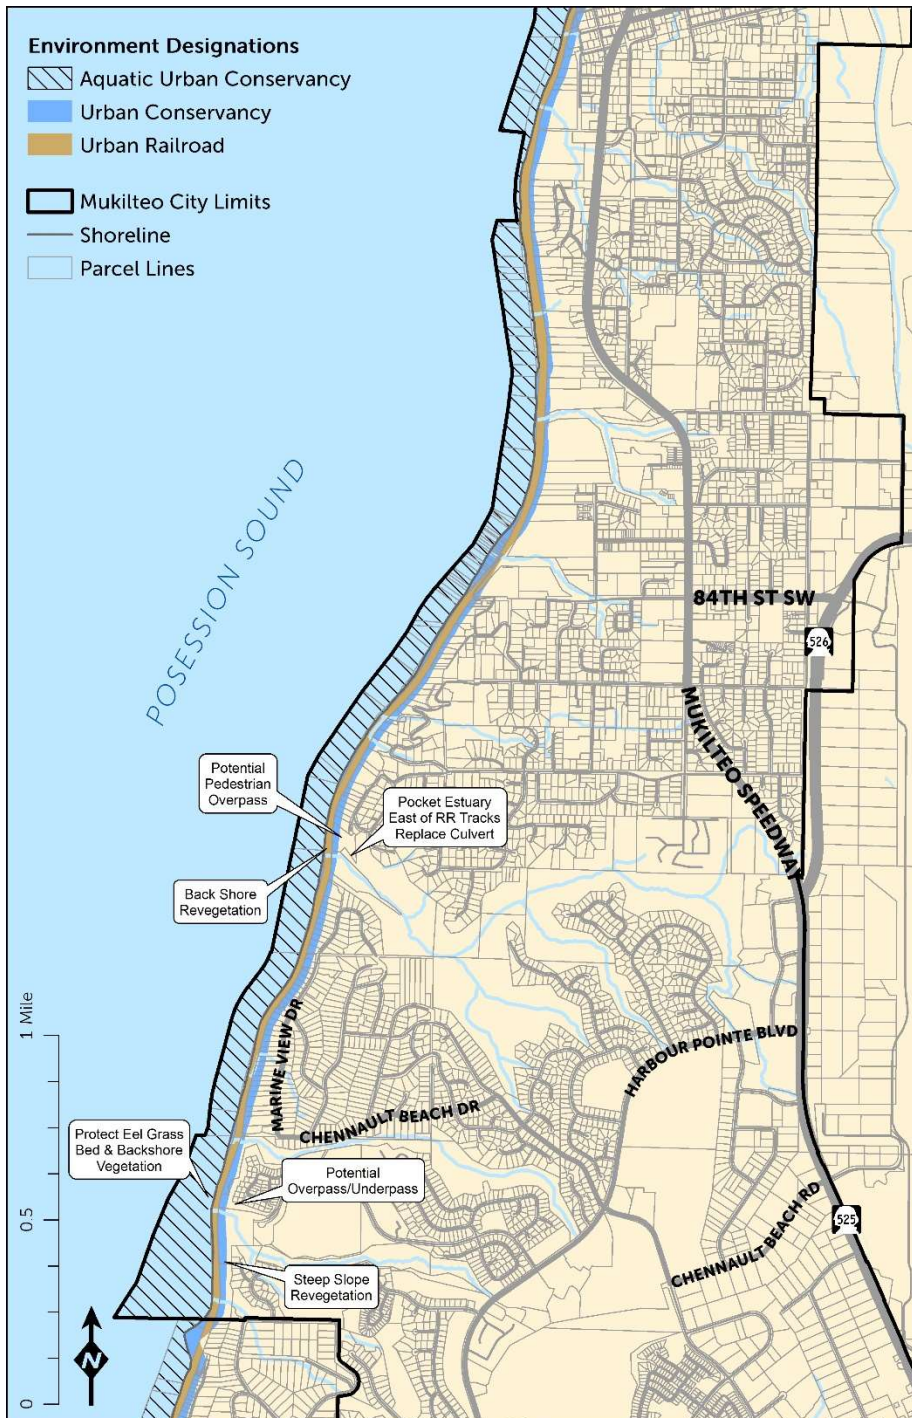 Environment Designations
Aquatic Urban Conservancy
Urban Conservancy
Urban Railroad
Mukilteo City Limits
Shoreline
Parcel Lines
POSESSION SOUND
84TH ST SW
526
MUKILTEO SPEEDWAY
Potential
Pedestrian
Overpass
Pocket Estuary
East of RR Tracks
Replace Culvert
Back Shore
Revegetation
1 Mile
0.5
0
MARINE VIEW DR
CHENNAULT BEACH DR
HARBOUR POINTE BLVD
Protect Eel Grass
Bed & Backshore
Vegetation
Potential
Overpass/Underpass
CHENNAULT BEACH RD
525
Steep Slope
Revegetation
N